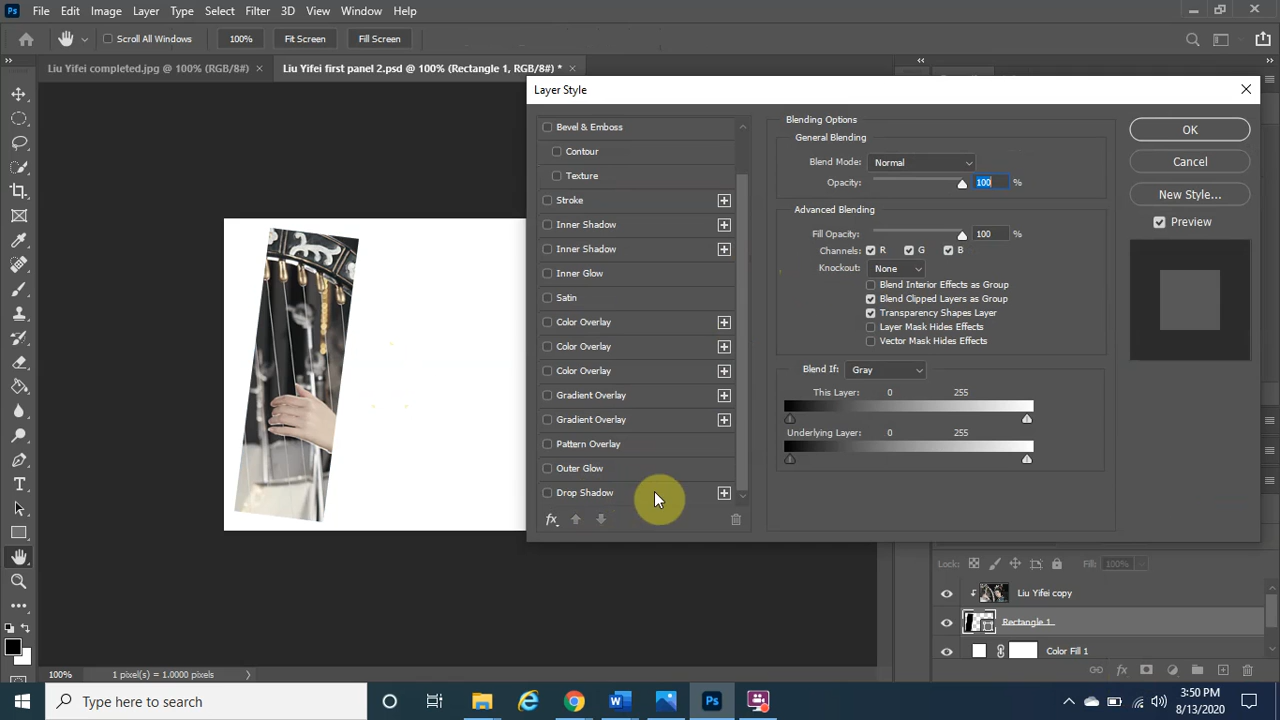 Ps File Edit Image Layer Type Select Filter 3D View Window Help
Scroll All Windows 100% Fit Screen Fill Screen
Liu Yifei completed.jpg @ 100% (RGB/8#) × Liu Yifei first panel 2.psd @ 100% (Rectangle 1, RGB/8#) * ×
Layer Style
Bevel & Emboss
Contour
Texture
Stroke
Inner Shadow
Inner Shadow
Inner Glow
Satin
Color Overlay
Color Overlay
Color Overlay
Gradient Overlay
Gradient Overlay
Pattern Overlay
Outer Glow
Drop Shadow
fx
Blending Options
General Blending
Blend Mode: Normal
Opacity: 100 %
Advanced Blending
Fill Opacity: 100 %
Channels: R G B
Knockout: None
Blend Interior Effects as Group
Blend Clipped Layers as Group
Transparency Shapes Layer
Layer Mask Hides Effects
Vector Mask Hides Effects
Blend If: Gray
This Layer: 0 255
Underlying Layer: 0 255
OK
Cancel
New Style...
Preview
Lock: Fill: 100%
Liu Yifei copy
Rectangle 1
Color Fill 1
fx
100% 1 pixel(s) = 1.0000 pixels
Type here to search
W
Ps
3:50 PM
8/13/2020